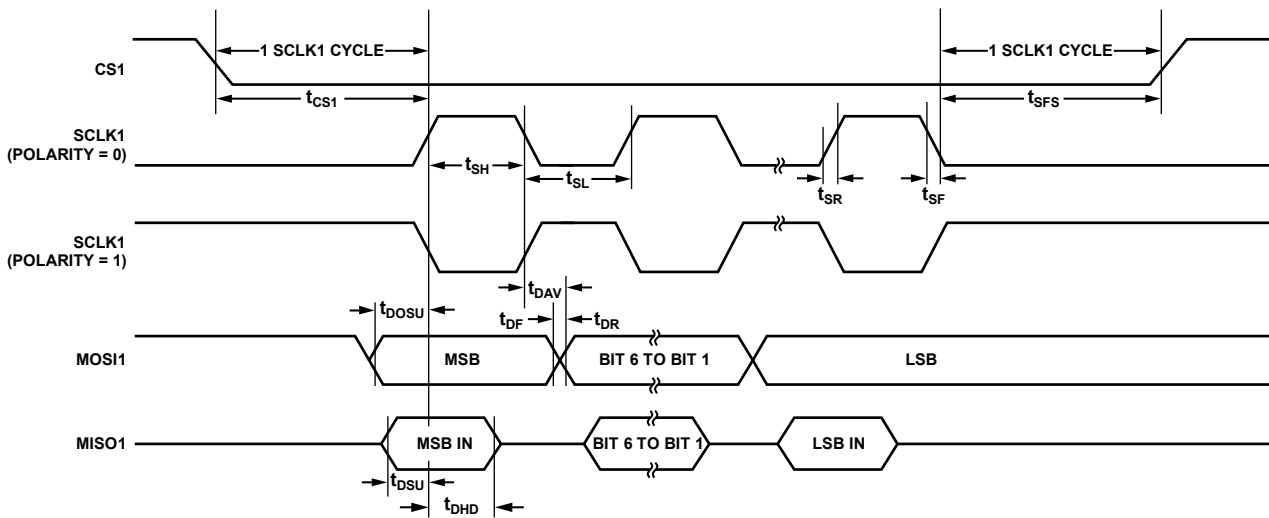 1 SCLK1 CYCLE
1 SCLK1 CYCLE
CS1
tCS1
tSFS
SCLK1
(POLARITY = 0)
tSH
tSL
tSR
tSF
SCLK1
(POLARITY = 1)
tDAV
tDOSU
tDF
tDR
MOSI1
MSB
BIT 6 TO BIT 1
LSB
MISO1
MSB IN
BIT 6 TO BIT 1
LSB IN
tDSU
tDHD